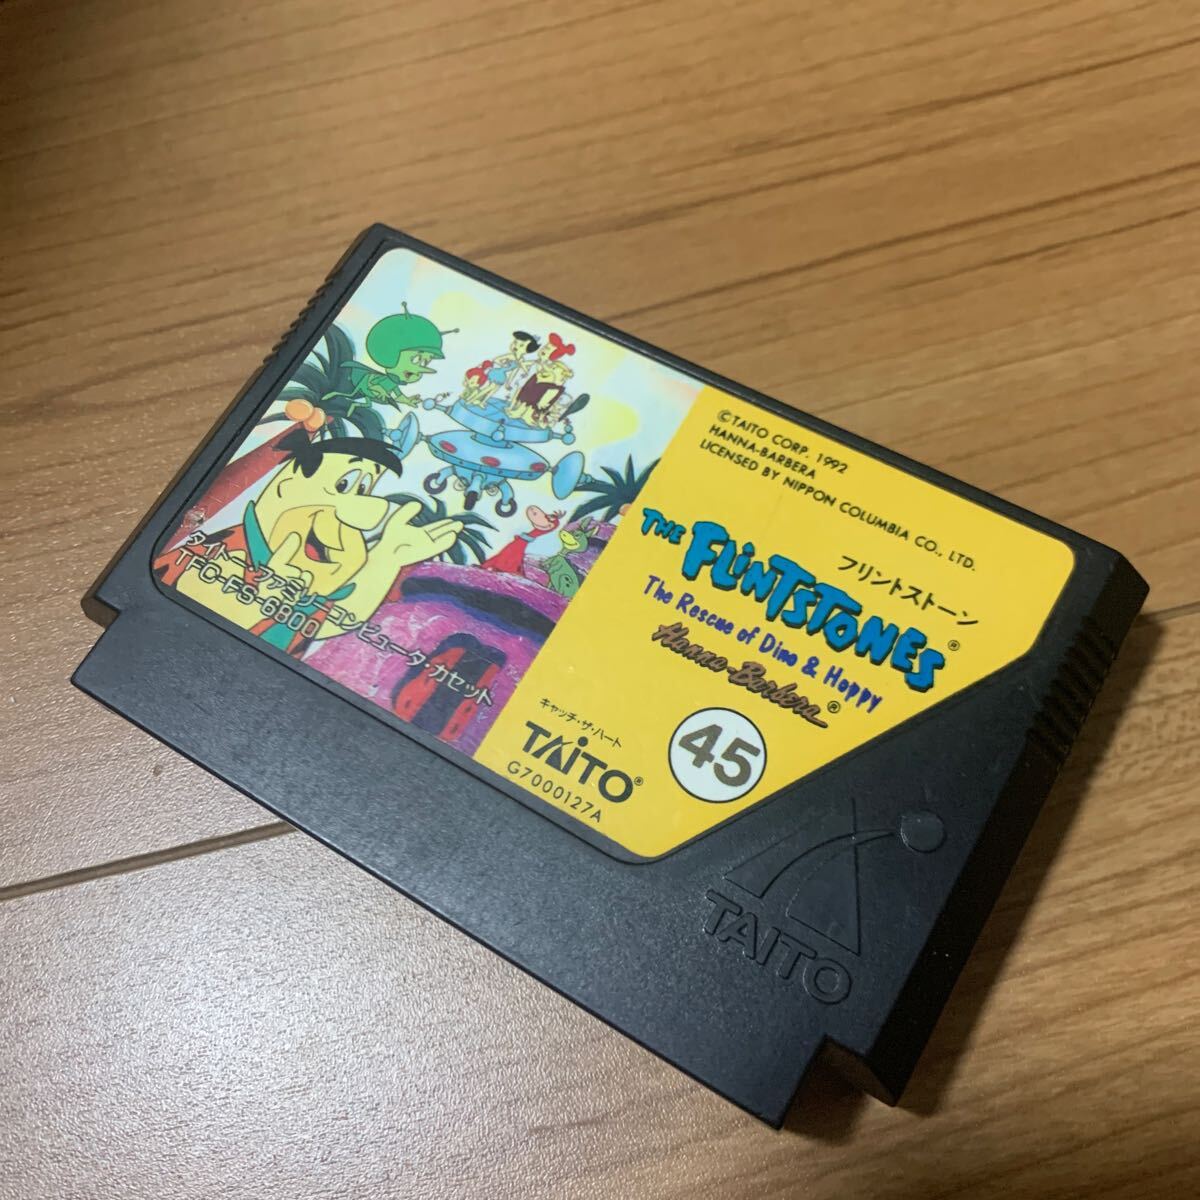 ©TAITO CORP. 1992
HANNA-BARBERA
LICENSED BY NIPPON COLUMBIA CO., LTD.
フリントストーン
THE FLINTSTONES®
The Rescue of Dino & Hoppy
Hanna-Barbera®
キャッチ・ザ・ハート
TAITO®
G7000127A
45
タイトーファミリーコンピュータ・カセット
TFC-FS-6800
TAITO